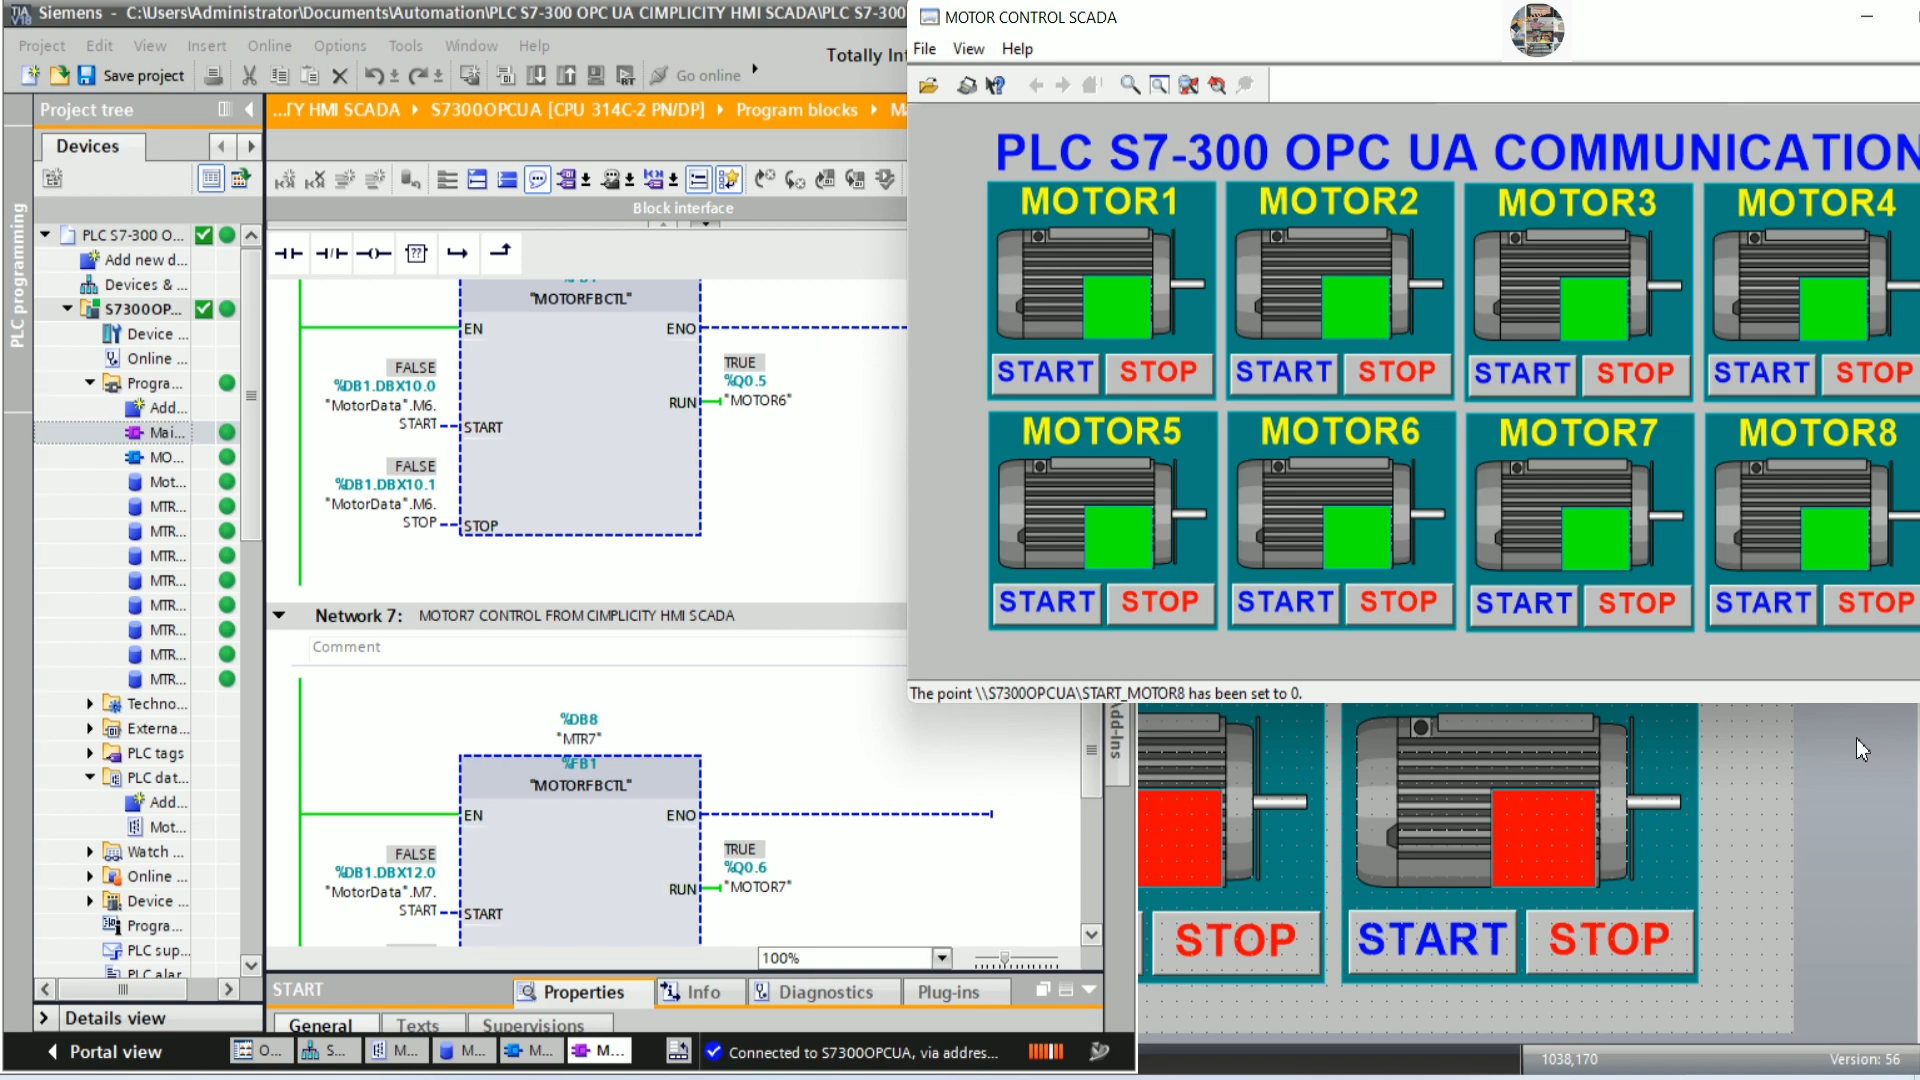 Siemens - C:\Users\Administrator\Documents\Automation\PLC S7-300 OPC UA CIMPLICITY HMI SCADA\PLC S7-300
Project Edit View Insert Online Options Tools Window Help
Save project
Go online
Totally In
Project tree
...TY HMI SCADA
S7300OPCUA [CPU 314C-2 PN/DP]
Program blocks
Devices
PLC programming
Block interface
PLC S7-300 O...
Add new d...
Devices & ...
S7300OP...
Device ...
Online ...
Progra...
Add...
Mai...
MO...
Mot...
MTR...
MTR...
MTR...
MTR...
MTR...
MTR...
MTR...
MTR...
Techno...
Externa...
PLC tags
PLC dat...
Add...
Mot...
Watch ...
Online ...
Device ...
Progra...
PLC sup...
PLC alar
Details view
Portal view
??
"MOTORFBCTL"
EN
ENO
FALSE
%DB1.DBX10.0
"MotorData".M6.
START
START
TRUE
%Q0.5
RUN
"MOTOR6"
FALSE
%DB1.DBX10.1
"MotorData".M6.
STOP
STOP
Network 7: MOTOR7 CONTROL FROM CIMPLICITY HMI SCADA
Comment
%DB8
"MTR7"
%FB1
"MOTORFBCTL"
EN
ENO
FALSE
%DB1.DBX12.0
"MotorData".M7.
START
START
TRUE
%Q0.6
RUN
"MOTOR7"
100%
START
Properties
Info
Diagnostics
Plug-ins
General
Texts
Supervisions
O...
S...
M...
M...
M...
M...
Connected to S7300OPCUA, via addres...
MOTOR CONTROL SCADA
File View Help
PLC S7-300 OPC UA COMMUNICATION
MOTOR1 MOTOR2 MOTOR3 MOTOR4
START STOP START STOP START STOP START STOP
MOTOR5 MOTOR6 MOTOR7 MOTOR8
START STOP START STOP START STOP START STOP
The point \\S7300OPCUA\START_MOTOR8 has been set to 0.
STOP START STOP
1038,170
Version: 56